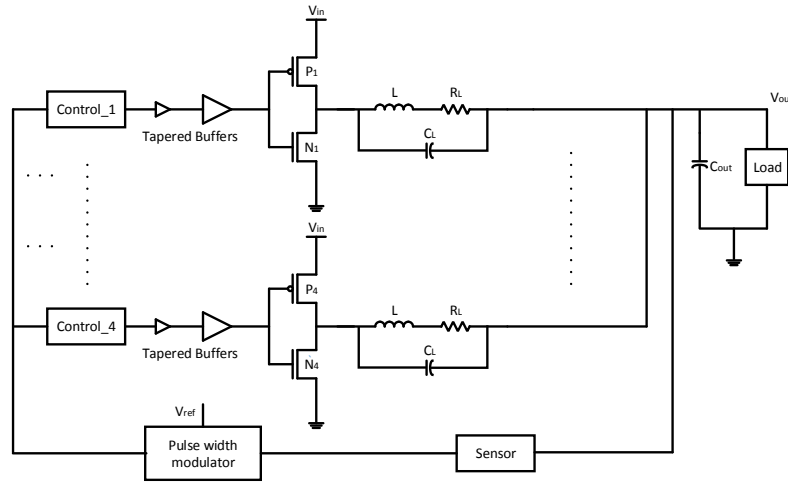 Vin
P1
L
RL
Vou
Control_1
Tapered Buffers
N1
CL
Cout
Load
Vin
P4
L
RL
Control_4
Tapered Buffers
N4
CL
Vref
Pulse width
modulator
Sensor